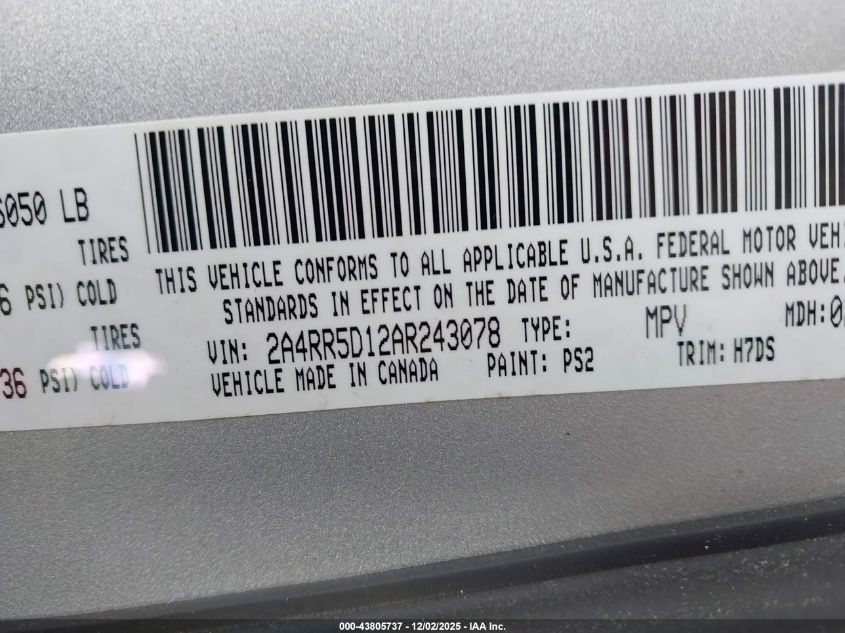 6050 LB
TIRES
6 PSI) COLD
TIRES
36 PSI) COLD
THIS VEHICLE CONFORMS TO ALL APPLICABLE U.S.A. FEDERAL MOTOR VEHI
STANDARDS IN EFFECT ON THE DATE OF MANUFACTURE SHOWN ABOVE.
VIN: 2A4RR5D12AR243078 TYPE: MPV MDH:0
VEHICLE MADE IN CANADA PAINT: PS2 TRIM: H7DS
000-43805737 - 12/02/2025 - IAA Inc.